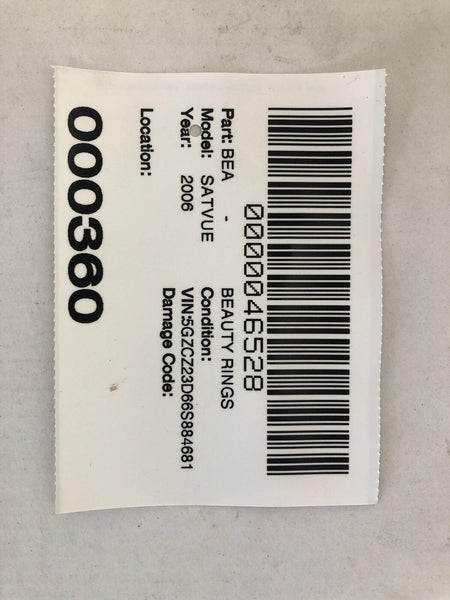 0000046528
Part: BEA - BEAUTY RINGS
Model: SATVUE Condition:
Year: 2006 VIN:5GZCZ23D66S884681
Damage Code:
Location:
000360